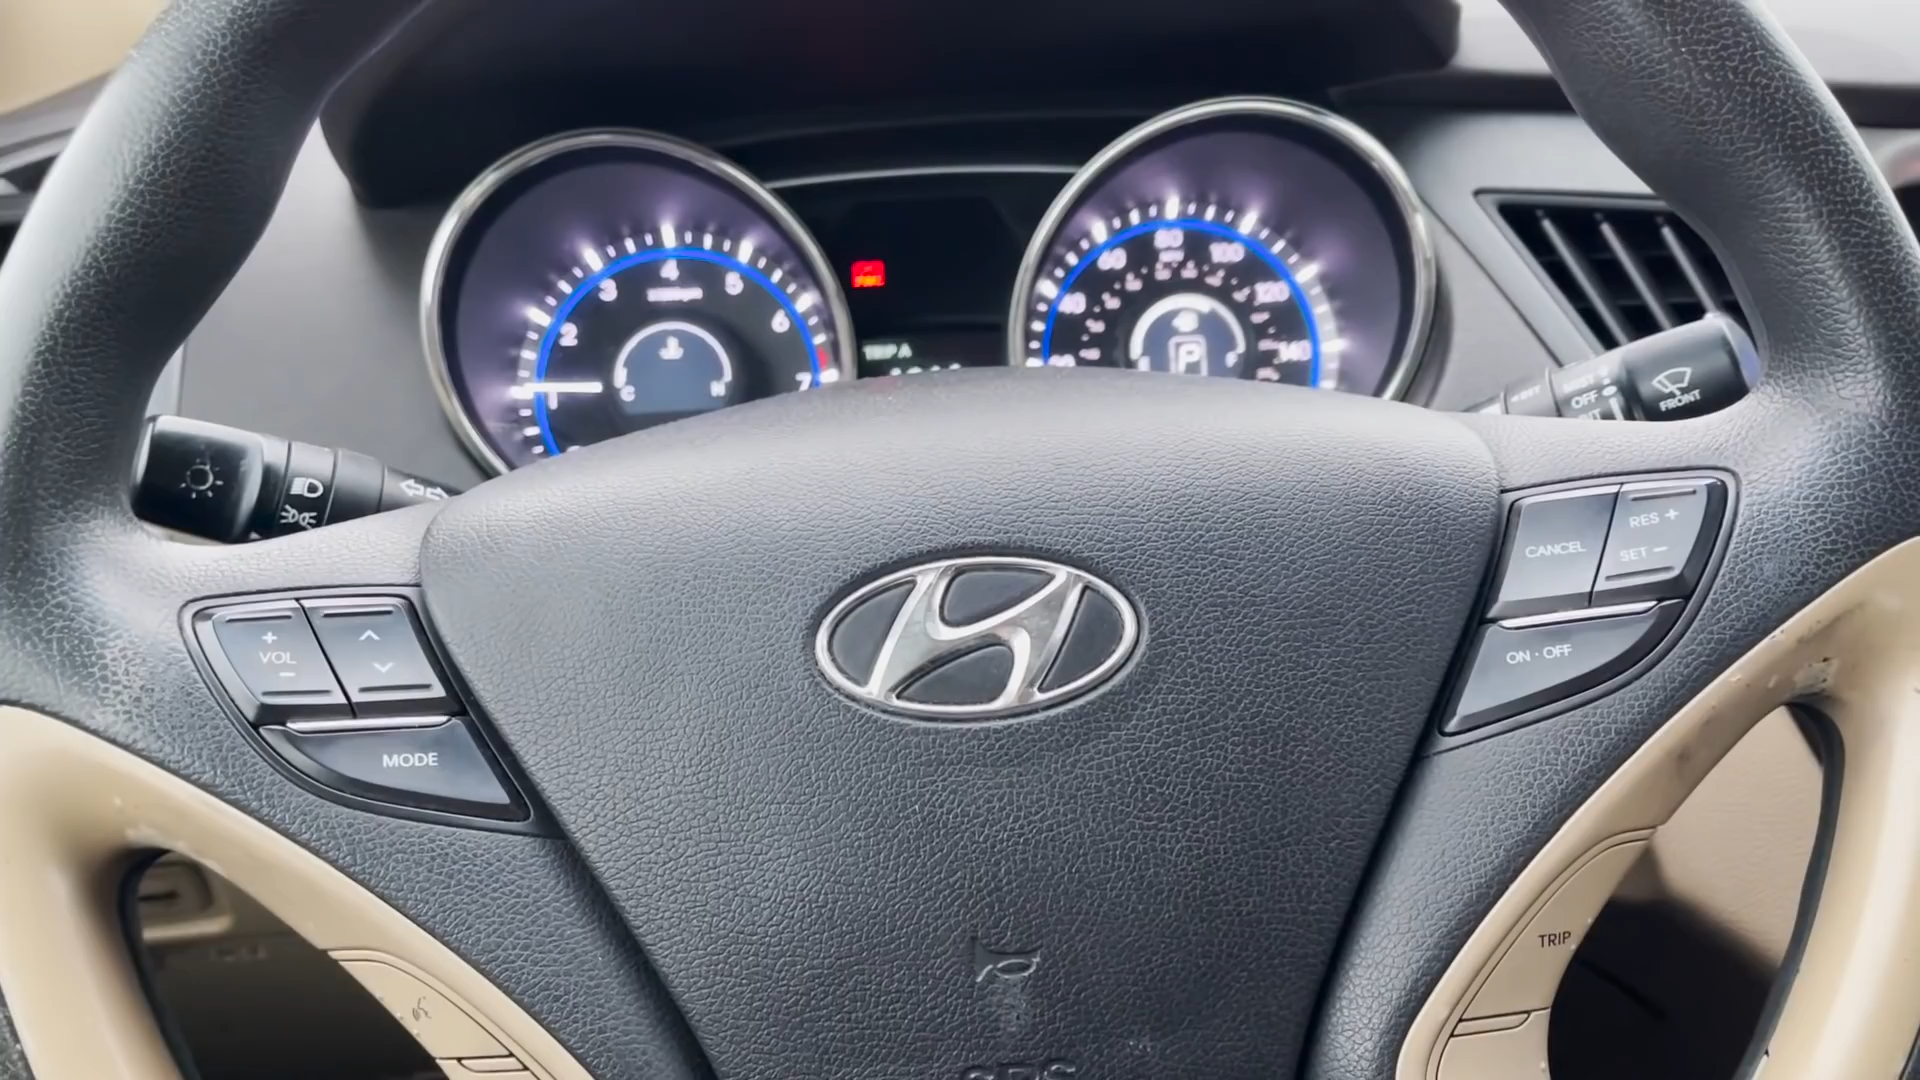 4
3
5
2
6
1
7
C
H
TRIP A
80
60
100
40
120
140
P
F
OFF
FRONT
CANCEL
RES +
SET −
ON · OFF
+
VOL
−
MODE
TRIP